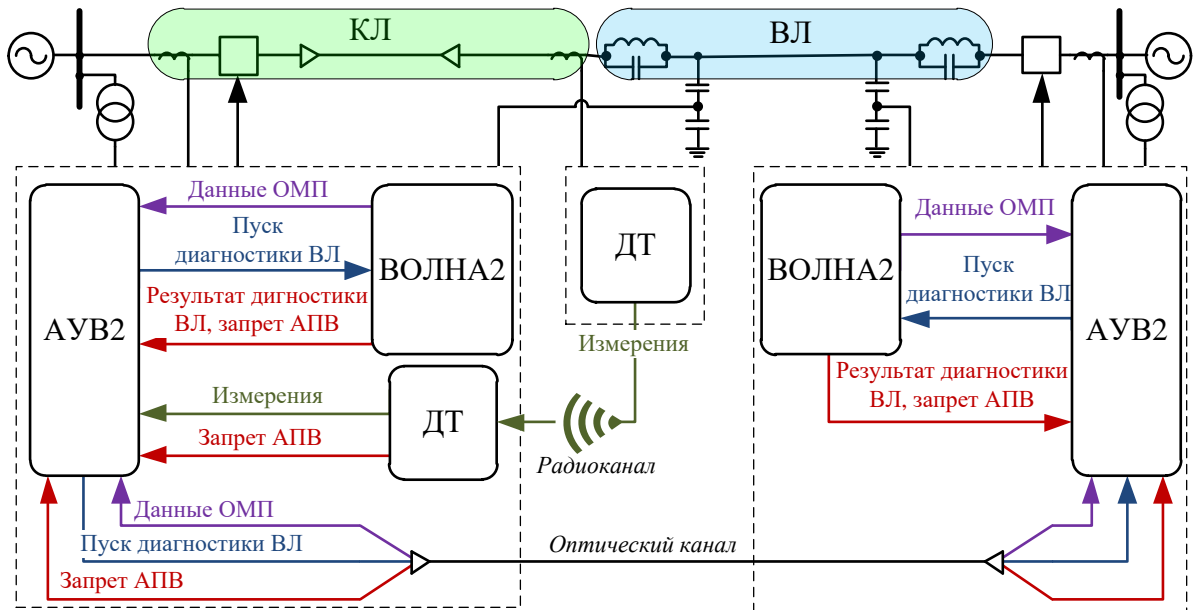 КЛ
ВЛ
Данные ОМП
Пуск
диагностики ВЛ
Результат дигностики
ВЛ, запрет АПВ
АУВ2
ВОЛНА2
Измерения
Запрет АПВ
ДТ
ДТ
Измерения
Радиоканал
ВОЛНА2
Данные ОМП
Пуск
диагностики ВЛ
АУВ2
Результат диагностики
ВЛ, запрет АПВ
Данные ОМП
Пуск диагностики ВЛ
Запрет АПВ
Оптический канал